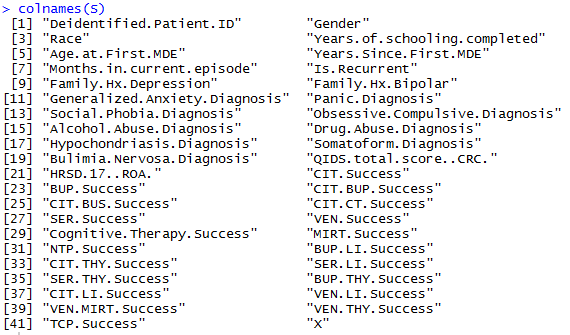 > colnames(S)
[1] "Deidentified.Patient.ID" "Gender"
[3] "Race" "Years.of.schooling.completed"
[5] "Age.at.First.MDE" "Years.Since.First.MDE"
[7] "Months.in.current.episode" "Is.Recurrent"
[9] "Family.Hx.Depression" "Family.Hx.Bipolar"
[11] "Generalized.Anxiety.Diagnosis" "Panic.Diagnosis"
[13] "Social.Phobia.Diagnosis" "Obsessive.Compulsive.Diagnosis"
[15] "Alcohol.Abuse.Diagnosis" "Drug.Abuse.Diagnosis"
[17] "Hypochondriasis.Diagnosis" "Somatoform.Diagnosis"
[19] "Bulimia.Nervosa.Diagnosis" "QIDS.total.score..CRC."
[21] "HRSD.17..ROA." "CIT.Success"
[23] "BUP.Success" "CIT.BUP.Success"
[25] "CIT.BUS.Success" "CIT.CT.Success"
[27] "SER.Success" "VEN.Success"
[29] "Cognitive.Therapy.Success" "MIRT.Success"
[31] "NTP.Success" "BUP.LI.Success"
[33] "CIT.THY.Success" "SER.LI.Success"
[35] "SER.THY.Success" "BUP.THY.Success"
[37] "CIT.LI.Success" "VEN.LI.Success"
[39] "VEN.MIRT.Success" "VEN.THY.Success"
[41] "TCP.Success" "X"